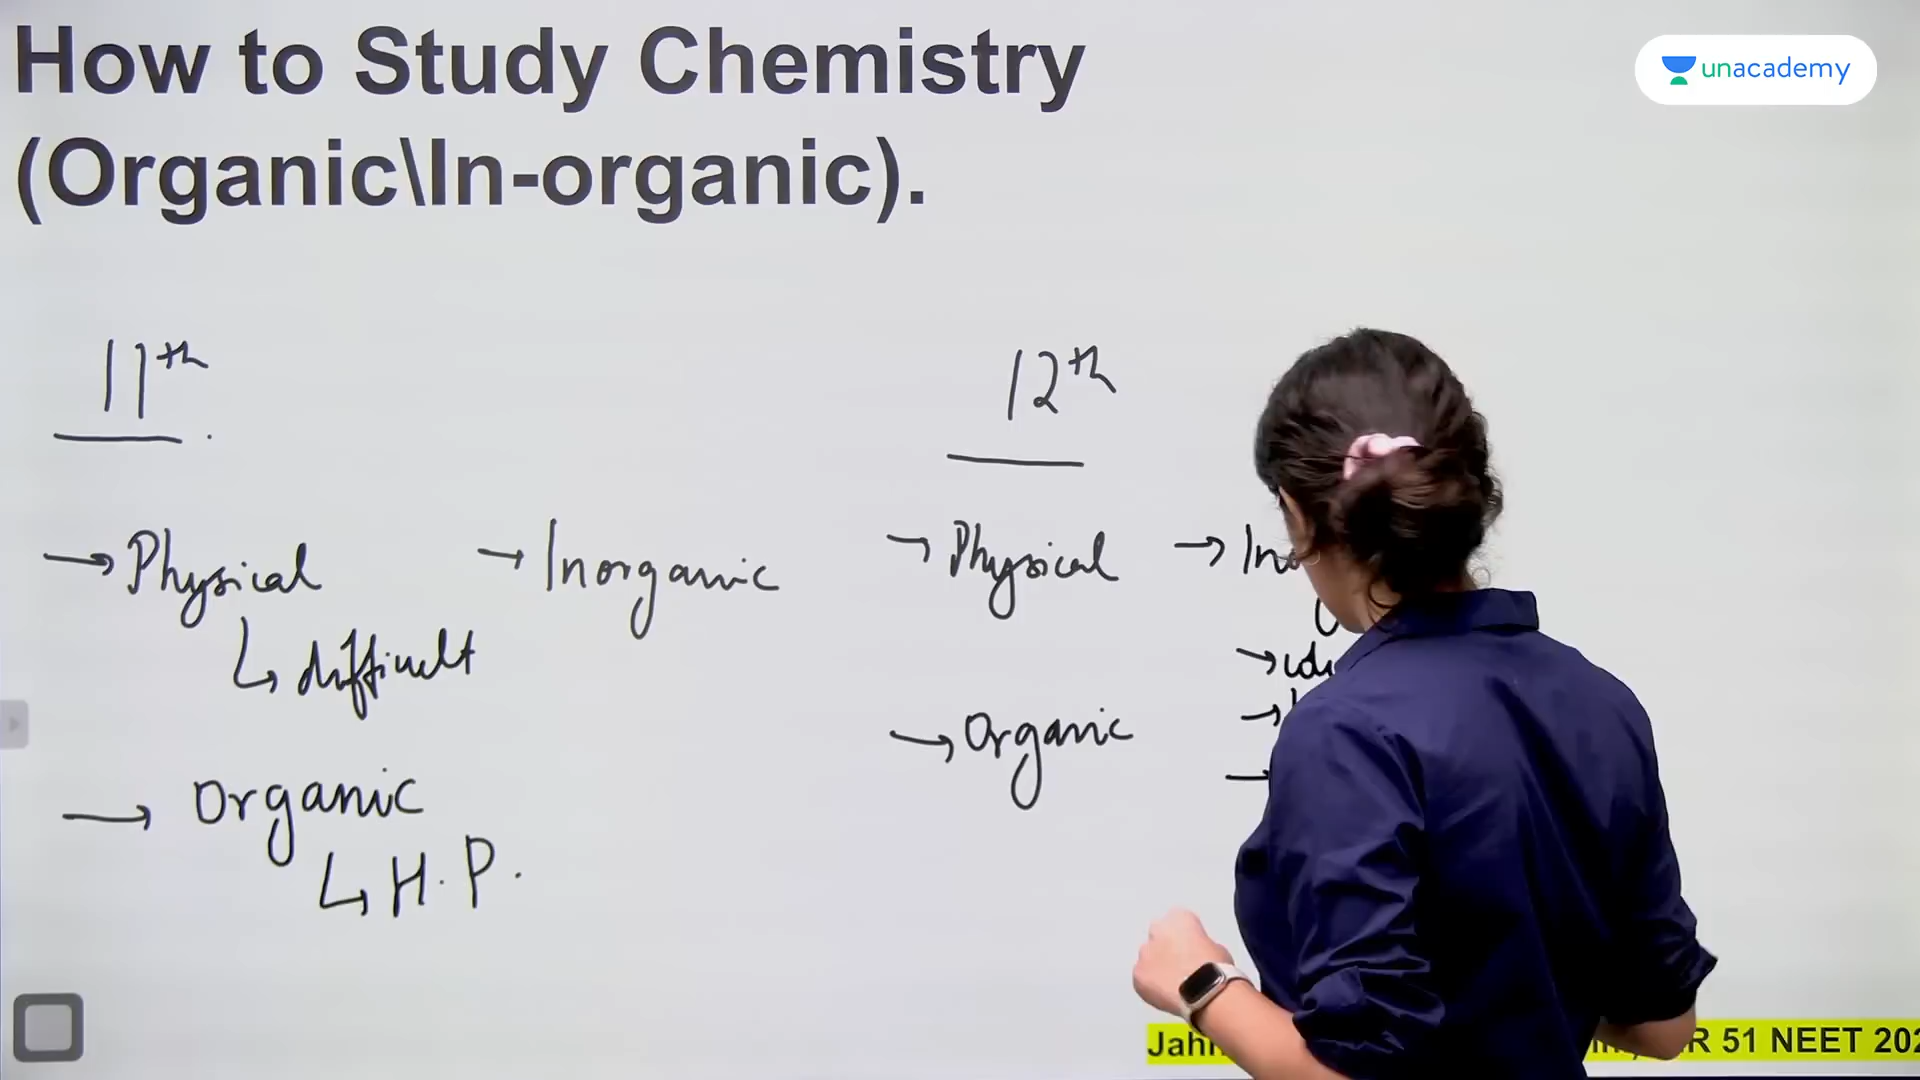 How to Study Chemistry
(Organic\In-organic).
unacademy
11th
12th
→ Physical
→ Inorganic
→ Physical
→
↳ difficult
→ Organic
→ Organic
↳ H.P.
R 51 NEET